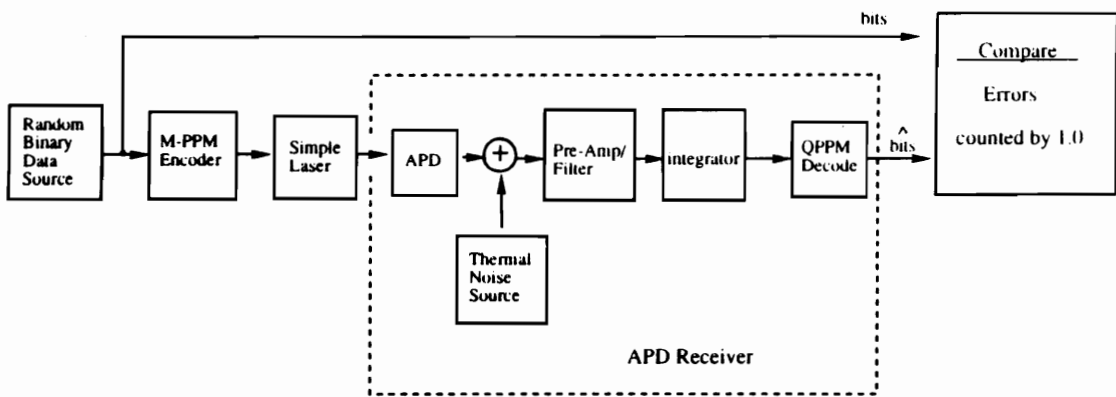 bits
Compare
Errors
counted by 1.0
Random
Binary
Data
Source
M-PPM
Encoder
Simple
Laser
APD
+
Pre-Amp/
Filter
integrator
QPPM
Decode
^
bits
Thermal
Noise
Source
APD Receiver